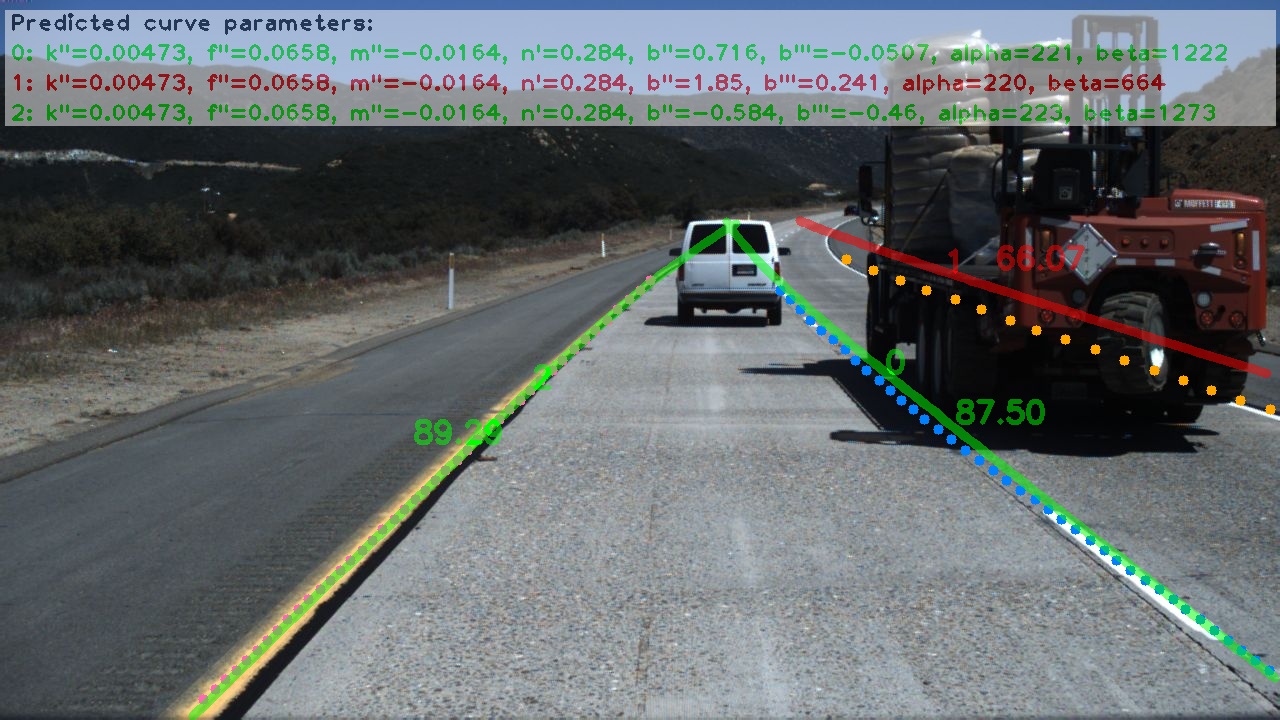 Predicted curve parameters:
0: k''=0.00473, f''=0.0658, m''=−0.0164, n'=0.284, b''=0.716, b'''=−0.0507, alpha=221, beta=1222
1: k''=0.00473, f''=0.0658, m''=−0.0164, n'=0.284, b''=1.85, b'''=0.241, alpha=220, beta=664
2: k''=0.00473, f''=0.0658, m''=−0.0164, n'=0.284, b''=−0.584, b'''=−0.46, alpha=223, beta=1273
MOFFETT
1 66.07
0
87.50
2